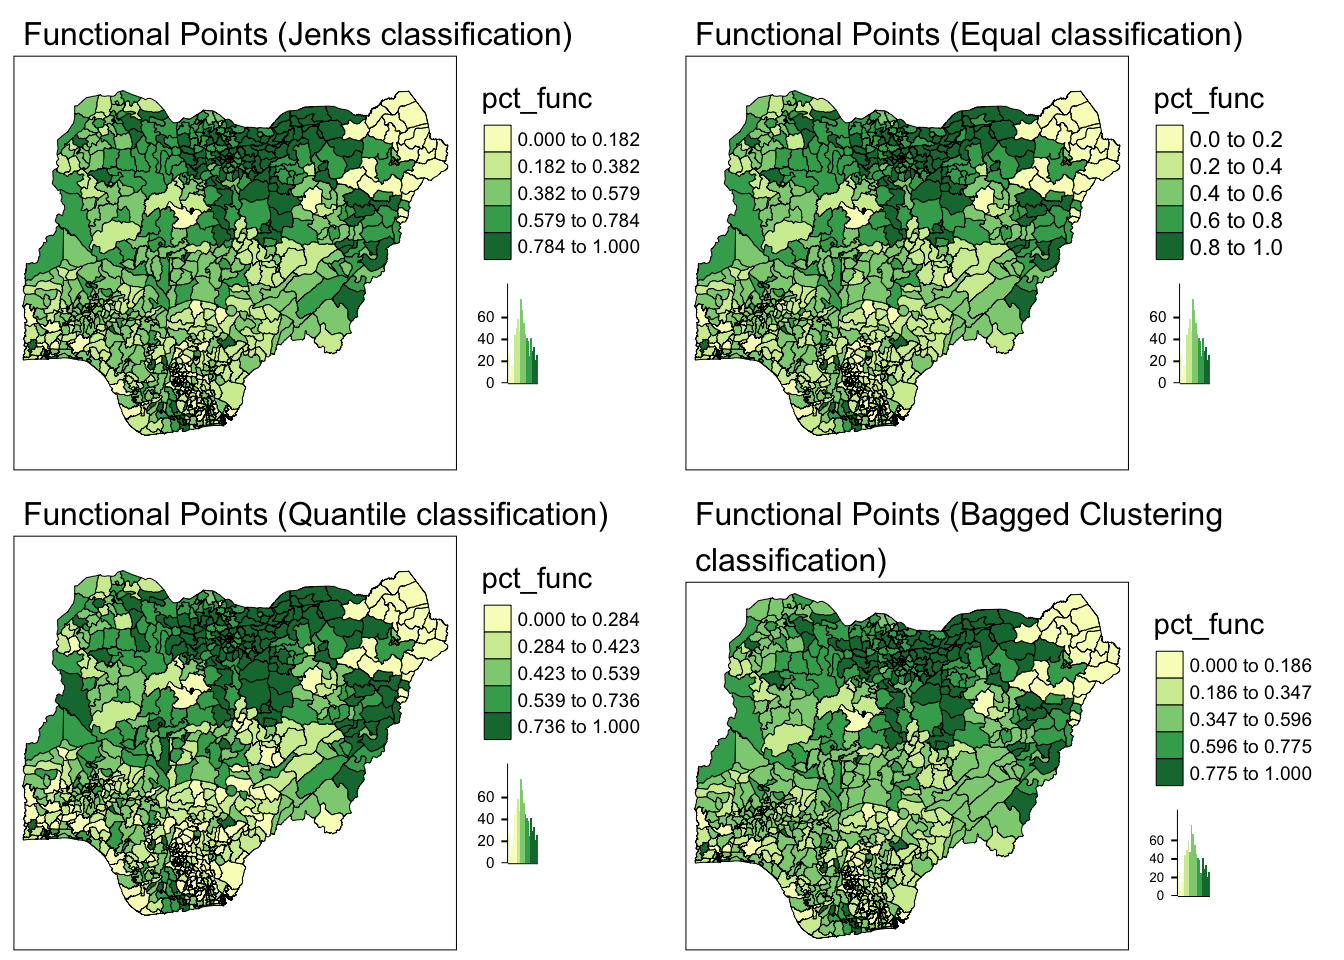 Functional Points (Jenks classification)
pct_func
0.000 to 0.182
0.182 to 0.382
0.382 to 0.579
0.579 to 0.784
0.784 to 1.000
60
40
20
0
Functional Points (Equal classification)
pct_func
0.0 to 0.2
0.2 to 0.4
0.4 to 0.6
0.6 to 0.8
0.8 to 1.0
60
40
20
0
Functional Points (Quantile classification)
pct_func
0.000 to 0.284
0.284 to 0.423
0.423 to 0.539
0.539 to 0.736
0.736 to 1.000
60
40
20
0
Functional Points (Bagged Clustering
classification)
pct_func
0.000 to 0.186
0.186 to 0.347
0.347 to 0.596
0.596 to 0.775
0.775 to 1.000
60
40
20
0